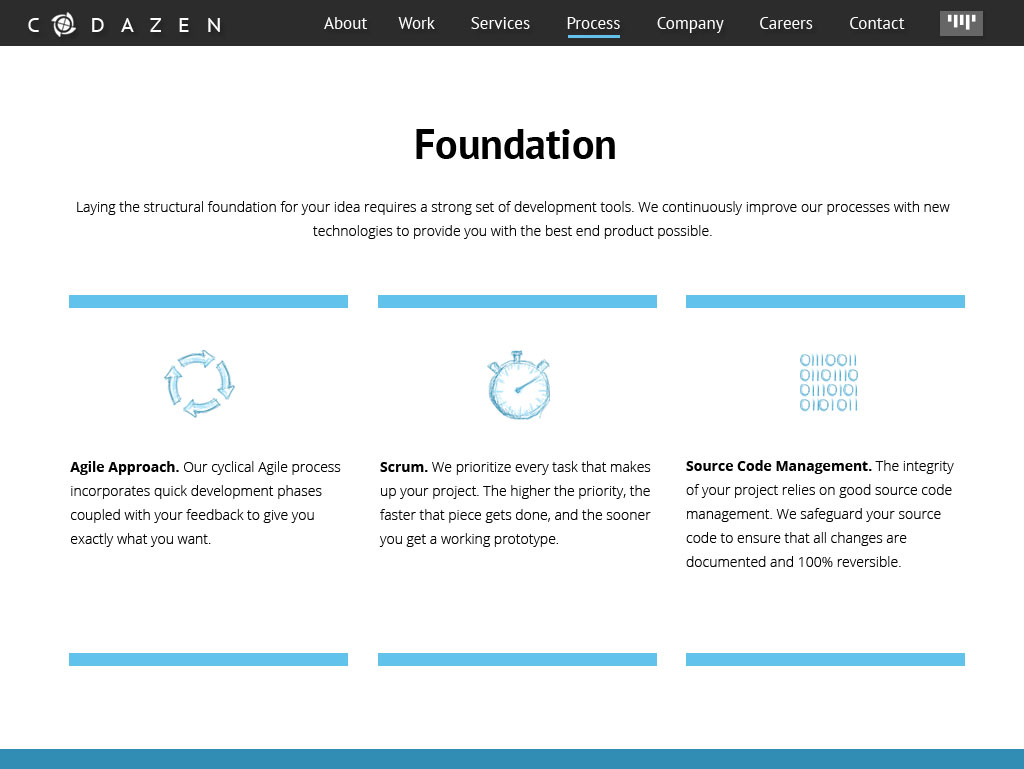 C DAZEN About Work Services Process Company Careers Contact
Foundation
Laying the structural foundation for your idea requires a strong set of development tools. We continuously improve our processes with new
technologies to provide you with the best end product possible.
0111OO11
O11O111O
O111O1O1
O11O1O11
Agile Approach. Our cyclical Agile process
incorporates quick development phases
coupled with your feedback to give you
exactly what you want.
Scrum. We prioritize every task that makes
up your project. The higher the priority, the
faster that piece gets done, and the sooner
you get a working prototype.
Source Code Management. The integrity
of your project relies on good source code
management. We safeguard your source
code to ensure that all changes are
documented and 100% reversible.